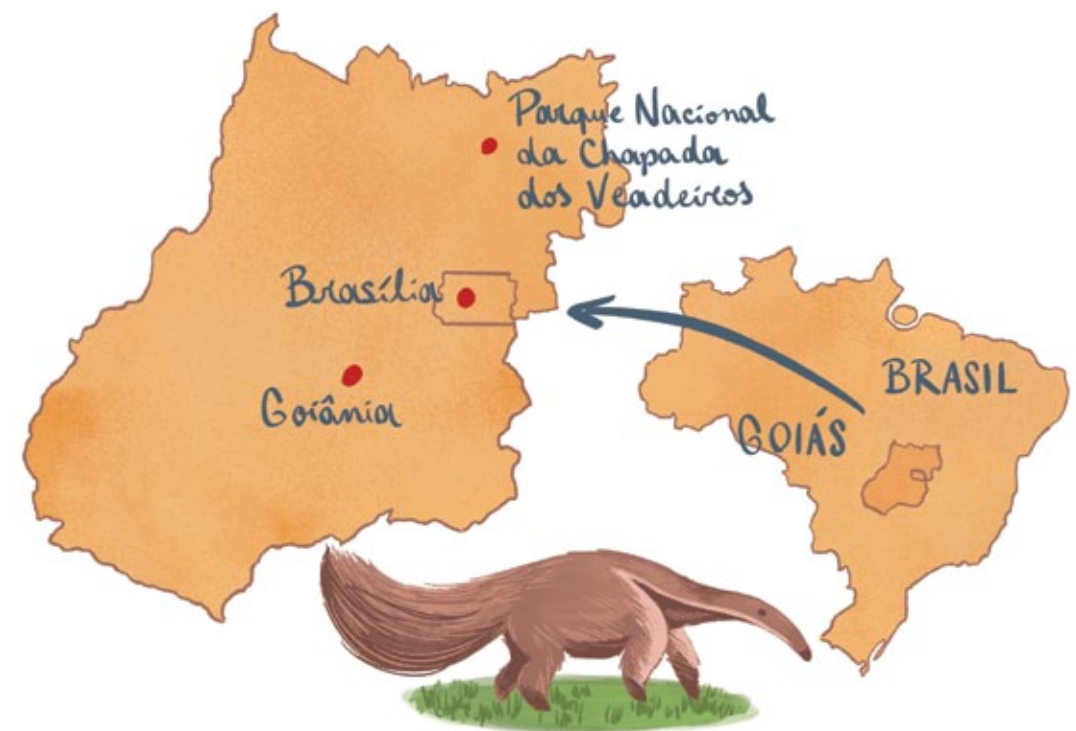 Parque Nacional
da Chapada
dos Veadeiros
Brasília
Goiânia
BRASIL
GOIÁS